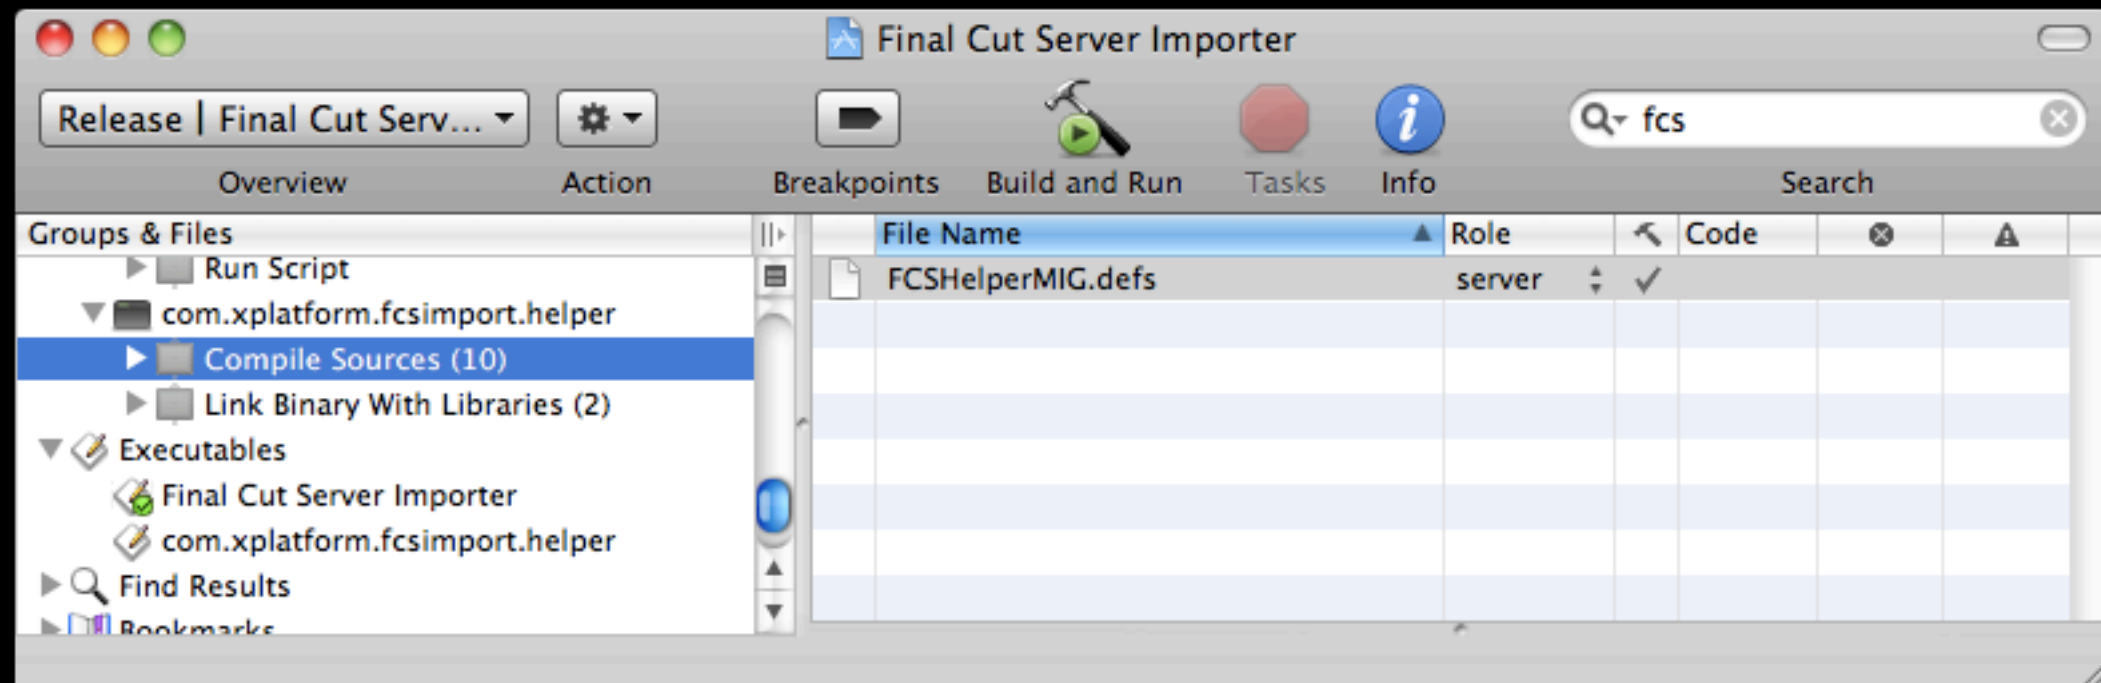 Final Cut Server Importer
Release | Final Cut Serv...
fcs
Overview
Action
Breakpoints
Build and Run
Tasks
Info
Search
Groups & Files
File Name
Role
Code
Run Script
FCSHelperMIG.defs
server
com.xplatform.fcsimport.helper
Compile Sources (10)
Link Binary With Libraries (2)
Executables
Final Cut Server Importer
com.xplatform.fcsimport.helper
Find Results
Bookmarks